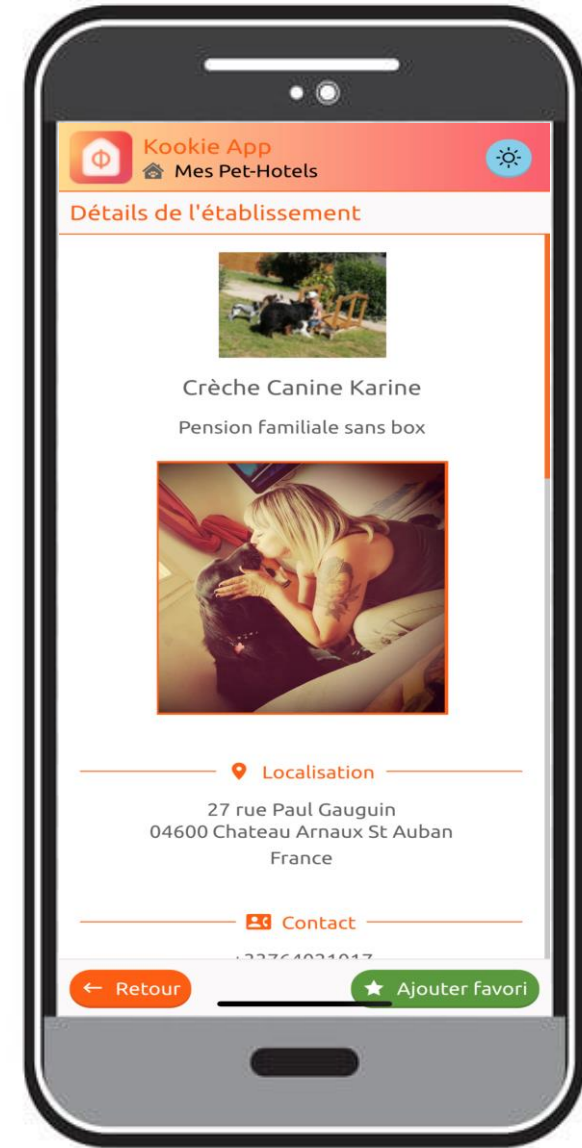 Kookie App
Mes Pet-Hotels
Détails de l'établissement
Crèche Canine Karine
Pension familiale sans box
Localisation
27 rue Paul Gauguin
04600 Chateau Arnaux St Auban
France
Contact
← Retour
Ajouter favori